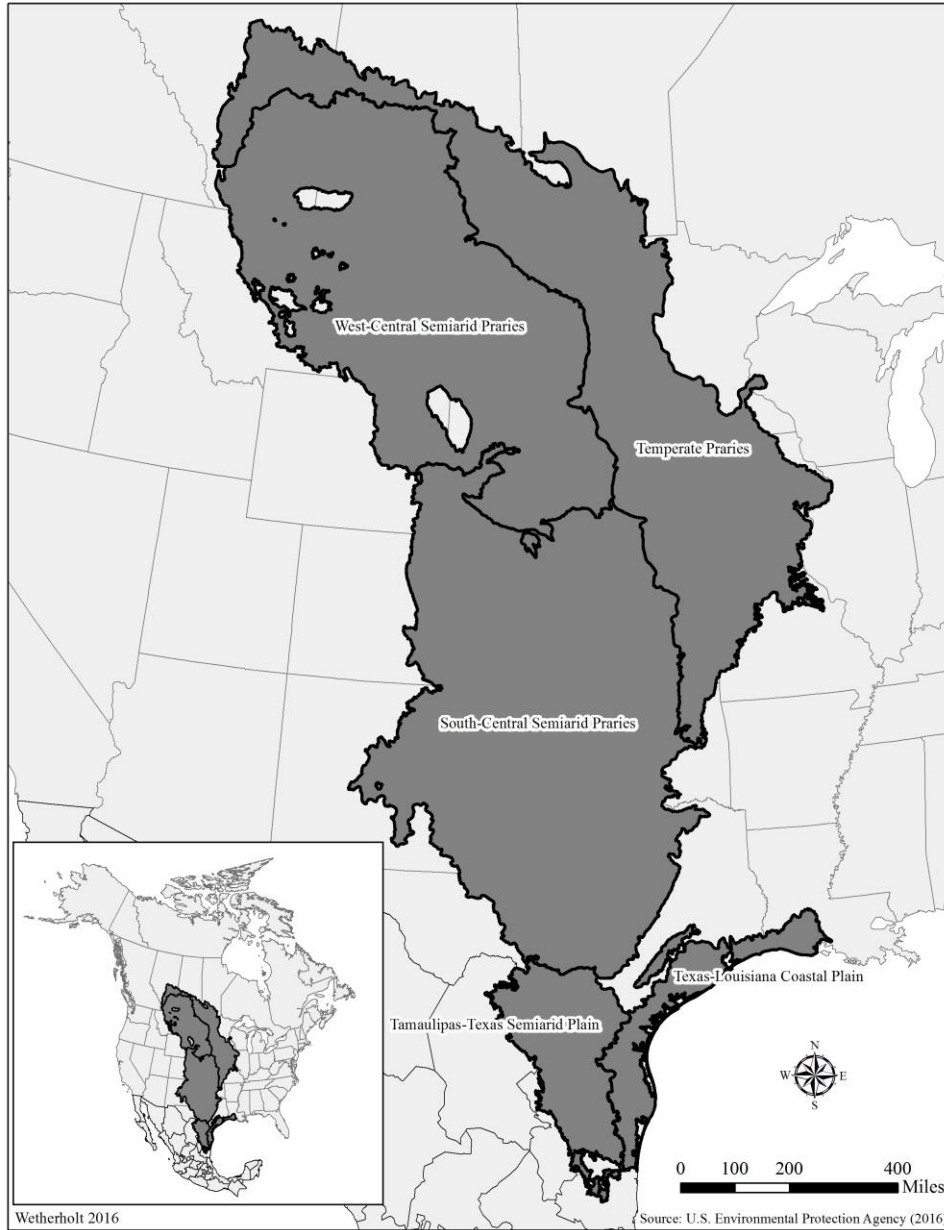 West-Central Semiarid Praries
Temperate Praries
South-Central Semiarid Praries
Texas-Louisiana Coastal Plain
Tamaulipas-Texas Semiarid Plain
N
W E
S
0 100 200 400
Miles
Wetherholt 2016
Source: U.S. Environmental Protection Agency (2016)